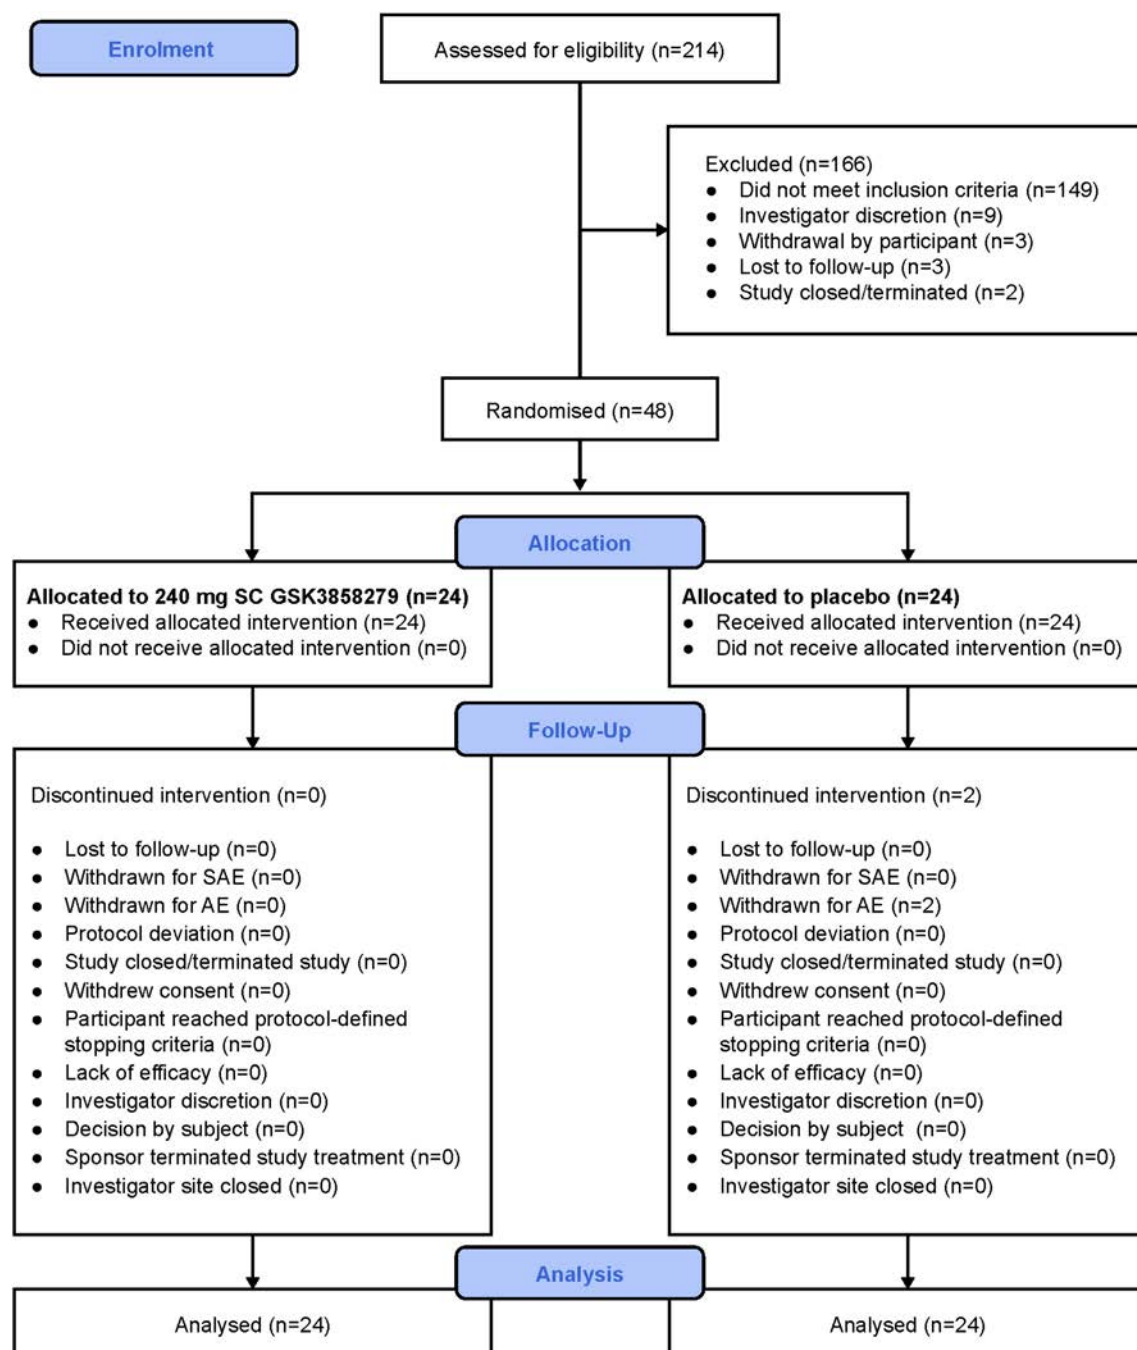 Enrolment
Assessed for eligibility (n=214)
Excluded (n=166)
● Did not meet inclusion criteria (n=149)
● Investigator discretion (n=9)
● Withdrawal by participant (n=3)
● Lost to follow-up (n=3)
● Study closed/terminated (n=2)
Randomised (n=48)
Allocation
Allocated to 240 mg SC GSK3858279 (n=24)
● Received allocated intervention (n=24)
● Did not receive allocated intervention (n=0)
Allocated to placebo (n=24)
● Received allocated intervention (n=24)
● Did not receive allocated intervention (n=0)
Follow-Up
Discontinued intervention (n=0)
● Lost to follow-up (n=0)
● Withdrawn for SAE (n=0)
● Withdrawn for AE (n=0)
● Protocol deviation (n=0)
● Study closed/terminated study (n=0)
● Withdrew consent (n=0)
● Participant reached protocol-defined
stopping criteria (n=0)
● Lack of efficacy (n=0)
● Investigator discretion (n=0)
● Decision by subject (n=0)
● Sponsor terminated study treatment (n=0)
● Investigator site closed (n=0)
Discontinued intervention (n=2)
● Lost to follow-up (n=0)
● Withdrawn for SAE (n=0)
● Withdrawn for AE (n=2)
● Protocol deviation (n=0)
● Study closed/terminated study (n=0)
● Withdrew consent (n=0)
● Participant reached protocol-defined
stopping criteria (n=0)
● Lack of efficacy (n=0)
● Investigator discretion (n=0)
● Decision by subject (n=0)
● Sponsor terminated study treatment (n=0)
● Investigator site closed (n=0)
Analysis
Analysed (n=24)
Analysed (n=24)